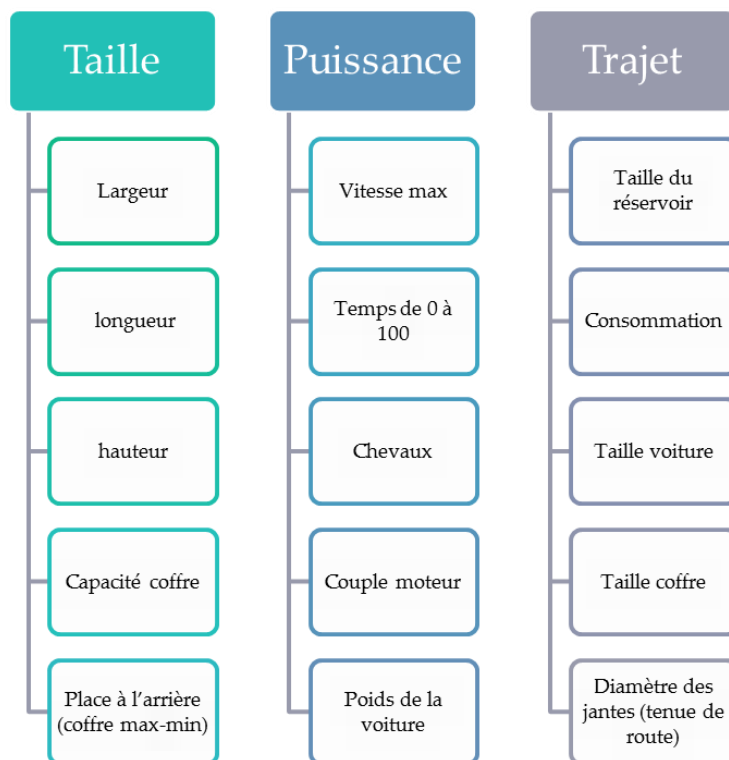 Taille
Largeur
longueur
hauteur
Capacité coffre
Place à l'arrière
(coffre max-min)
Puissance
Vitesse max
Temps de 0 à
100
Chevaux
Couple moteur
Poids de la
voiture
Trajet
Taille du
réservoir
Consommation
Taille voiture
Taille coffre
Diamètre des
jantes (tenue de
route)